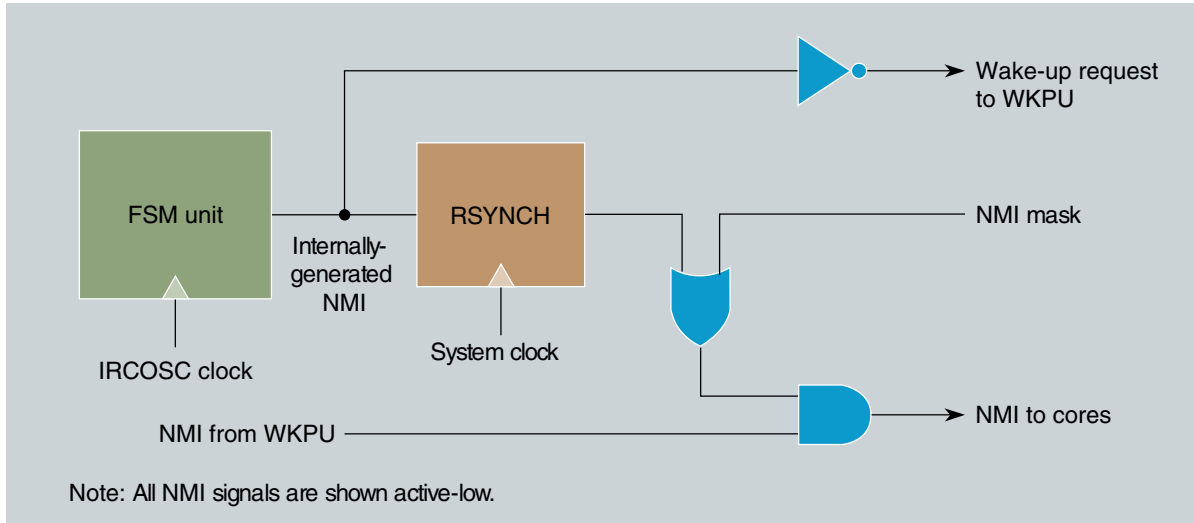 Wake-up request
to WKPU
FSM unit
RSYNCH
NMI mask
Internally-
generated
NMI
System clock
IRCOSC clock
NMI from WKPU
NMI to cores
Note: All NMI signals are shown active-low.